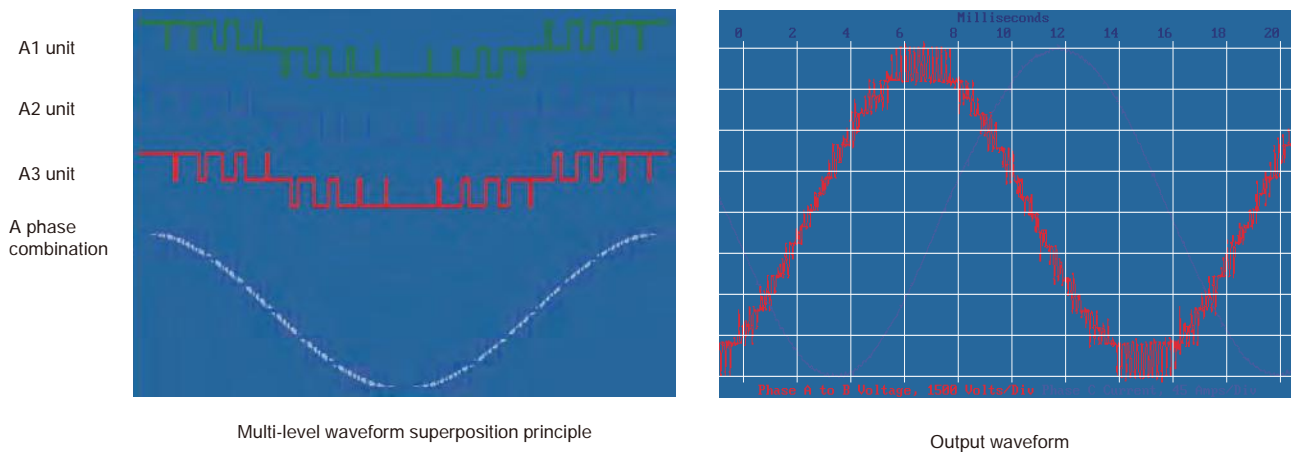 A1 unit
A2 unit
A3 unit
A phase
combination
Multi-level waveform superposition principle
Milliseconds
0 2 4 6 8 10 12 14 16 18 20
Phase A to B Voltage. 1500 Volts/Div
Output waveform